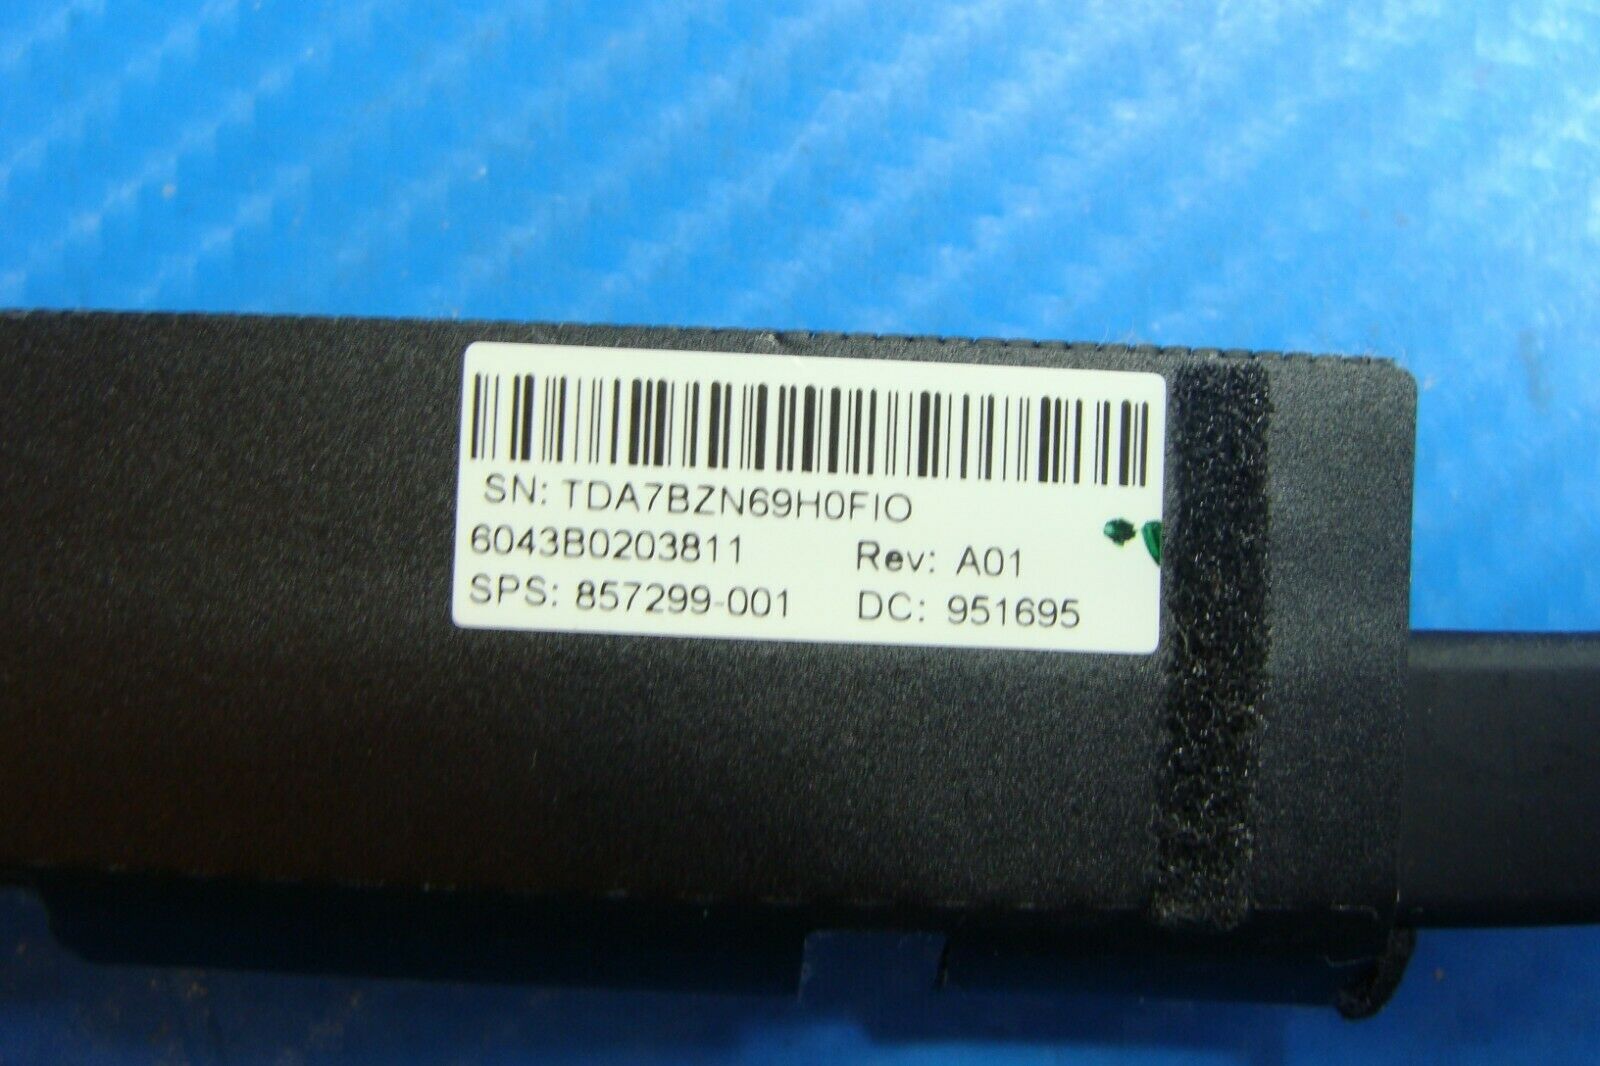 SN: TDA7BZN69H0FIO
6043B0203811 Rev: A01
SPS: 857299-001 DC: 951695